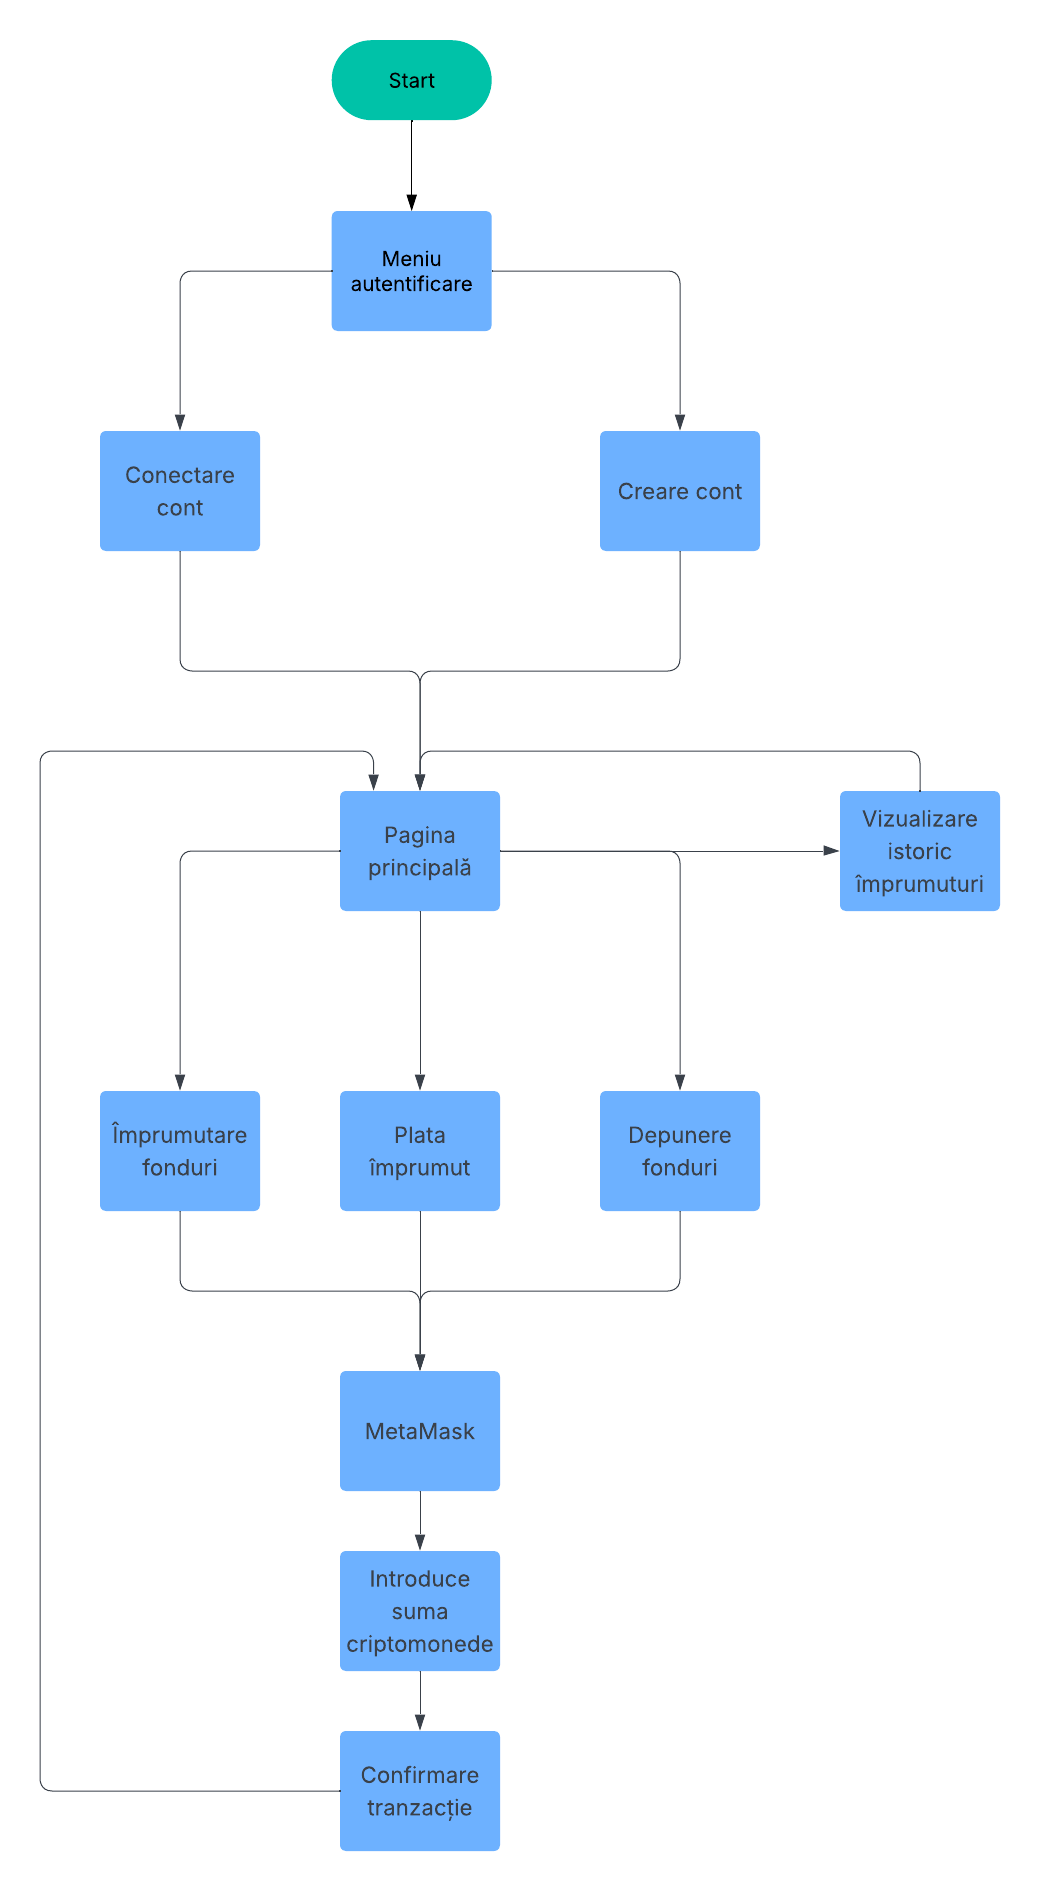 Start
Meniu
autentificare
Conectare
cont
Creare cont
Pagina
principală
Vizualizare
istoric
împrumuturi
Împrumutare
fonduri
Plata
împrumut
Depunere
fonduri
MetaMask
Introduce
suma
criptomonede
Confirmare
tranzacție